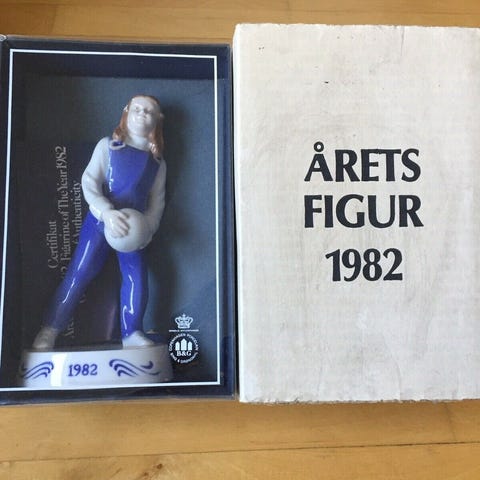 Certifikat
Figurine of The Year 1982
Authenticity
1982
B&G
ÅRETS
FIGUR
1982